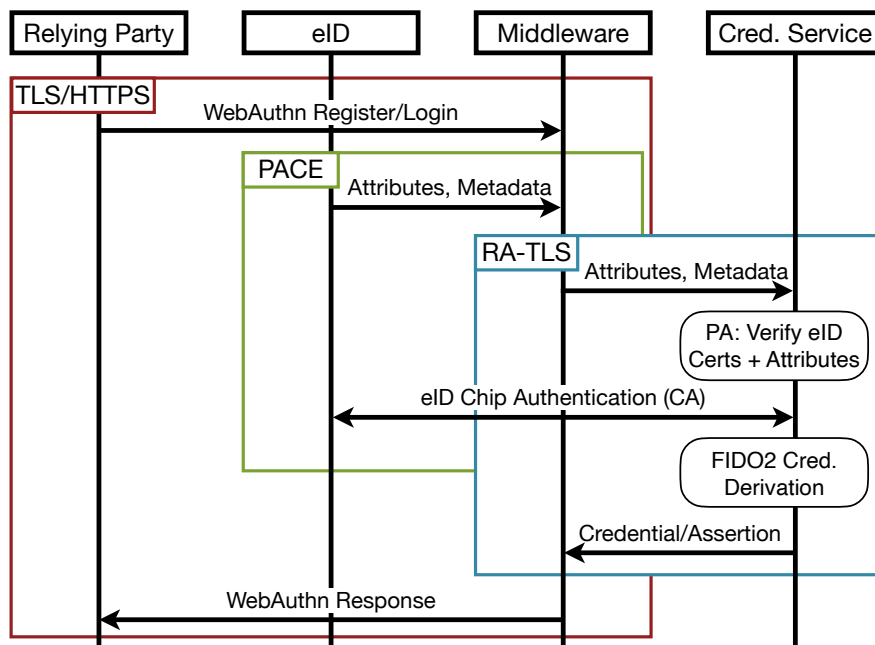 Relying Party
eID
Middleware
Cred. Service
TLS/HTTPS
WebAuthn Register/Login
PACE
Attributes, Metadata
RA-TLS
Attributes, Metadata
PA: Verify eID
Certs + Attributes
eID Chip Authentication (CA)
FIDO2 Cred.
Derivation
Credential/Assertion
WebAuthn Response